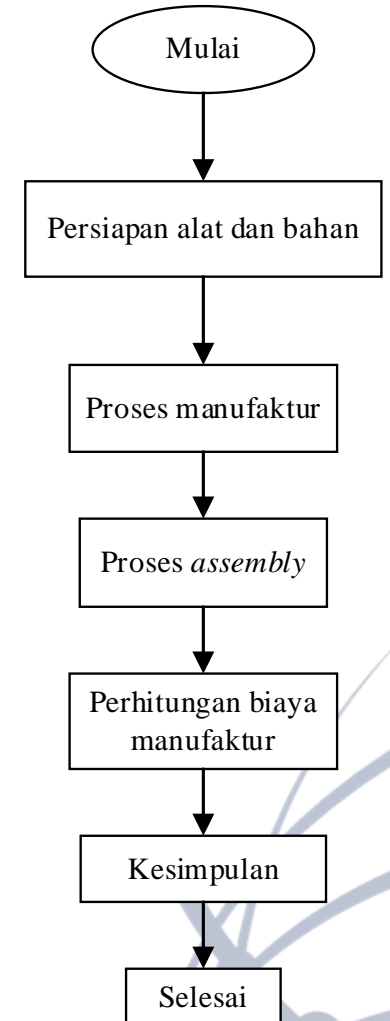 Mulai
Persiapan alat dan bahan
Proses manufaktur
Proses assembly
Perhitungan biaya
manufaktur
Kesimpulan
Selesai